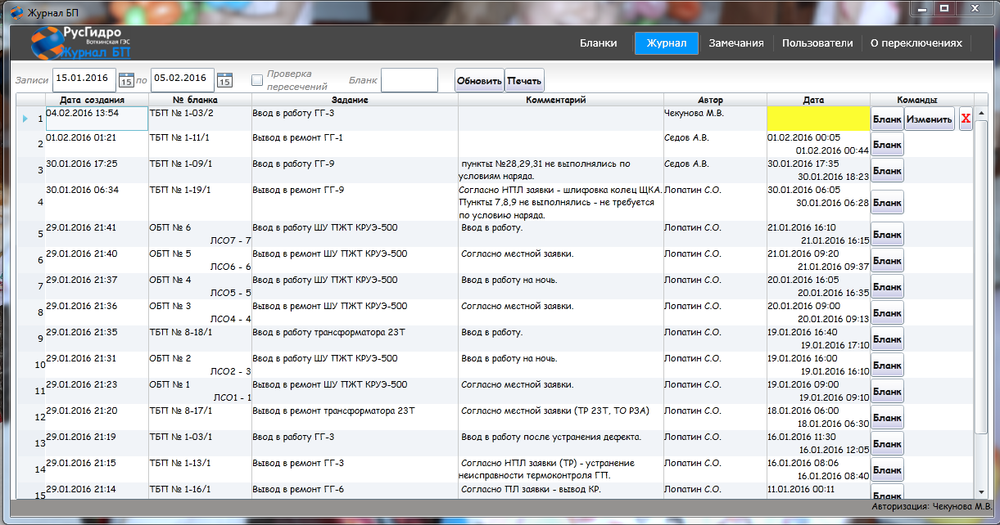 Журнал БП
РусГидро
Воткинская ГЭС
Журнал БП
Бланки Журнал Замечания Пользователи О переключениях
Записи 15.01.2016 15 по 05.02.2016 15 Проверка пересечений Бланк Обновить Печать
Дата создания № бланка Задание Комментарий Автор Дата Команды
1 04.02.2016 13:54 ТБП № 1-03/2 Ввод в работу ГГ-3 Чекунова М.В. Бланк Изменить X
2 01.02.2016 01:21 ТБП № 1-11/1 Вывод в ремонт ГГ-1 Седов А.В. 01.02.2016 00:05 Бланк
01.02.2016 00:44
3 30.01.2016 17:25 ТБП № 1-09/1 Ввод в работу ГГ-9 пункты №28,29,31 не выполнялись по Седов А.В. 30.01.2016 17:35 Бланк
условиям наряда. 30.01.2016 18:23
4 30.01.2016 06:34 ТБП № 1-19/1 Вывод в ремонт ГГ-9 Согласно НПЛ заявки - шлифовка колец ЩКА. Лопатин С.О. 30.01.2016 06:05 Бланк
Пункты 7,8,9 не выполнялись - не требуется 30.01.2016 06:28
по условию наряда.
5 29.01.2016 21:41 ОБП № 6 Ввод в работу ШУ ПЖТ КРУЭ-500 Ввод в работу. Лопатин С.О. 21.01.2016 16:10 Бланк
ЛСО7 - 7 21.01.2016 16:15
6 29.01.2016 21:40 ОБП № 5 Вывод в ремонт ШУ ПЖТ КРУЭ-500 Согласно местной заявки. Лопатин С.О. 21.01.2016 09:20 Бланк
ЛСО6 - 6 21.01.2016 09:37
7 29.01.2016 21:37 ОБП № 4 Ввод в работу ШУ ПЖТ КРУЭ-500 Ввод в работу на ночь. Лопатин С.О. 20.01.2016 16:05 Бланк
ЛСО5 - 5 20.01.2016 16:35
8 29.01.2016 21:36 ОБП № 3 Вывод в ремонт ШУ ПЖТ КРУЭ-500 Согласно местной заявки. Лопатин С.О. 20.01.2016 09:00 Бланк
ЛСО4 - 4 20.01.2016 09:13
9 29.01.2016 21:35 ТБП № 8-18/1 Ввод в работу трансформатора 23Т Ввод в работу. Лопатин С.О. 19.01.2016 16:40 Бланк
19.01.2016 17:10
10 29.01.2016 21:31 ОБП № 2 Ввод в работу ШУ ПЖТ КРУЭ-500 Ввод в работу на ночь. Лопатин С.О. 19.01.2016 16:00 Бланк
ЛСО2 - 3 19.01.2016 16:10
11 29.01.2016 21:23 ОБП № 1 Вывод в ремонт ШУ ПЖТ КРУЭ-500 Согласно местной заявки. Лопатин С.О. 19.01.2016 09:00 Бланк
ЛСО1 - 1 19.01.2016 09:10
12 29.01.2016 21:20 ТБП № 8-17/1 Вывод в ремонт трансформатора 23Т Согласно местной заявки (ТР 23Т, ТО РЗА) Лопатин С.О. 18.01.2016 06:00 Бланк
18.01.2016 06:30
13 29.01.2016 21:19 ТБП № 1-03/1 Ввод в работу ГГ-3 Ввод в работу после устранения дефекта. Лопатин С.О. 16.01.2016 11:30 Бланк
16.01.2016 12:05
14 29.01.2016 21:15 ТБП № 1-13/1 Вывод в ремонт ГГ-3 Согласно НПЛ заявки (ТР) - устранение Лопатин С.О. 16.01.2016 08:06 Бланк
неисправности термоконтроля ГП. 16.01.2016 08:40
15 29.01.2016 21:14 ТБП № 1-16/1 Вывод в ремонт ГГ-6 Согласно ПЛ заявки - вывод КР. Лопатин С.О. 11.01.2016 00:11 Бланк
Авторизация: Чекунова М.В.